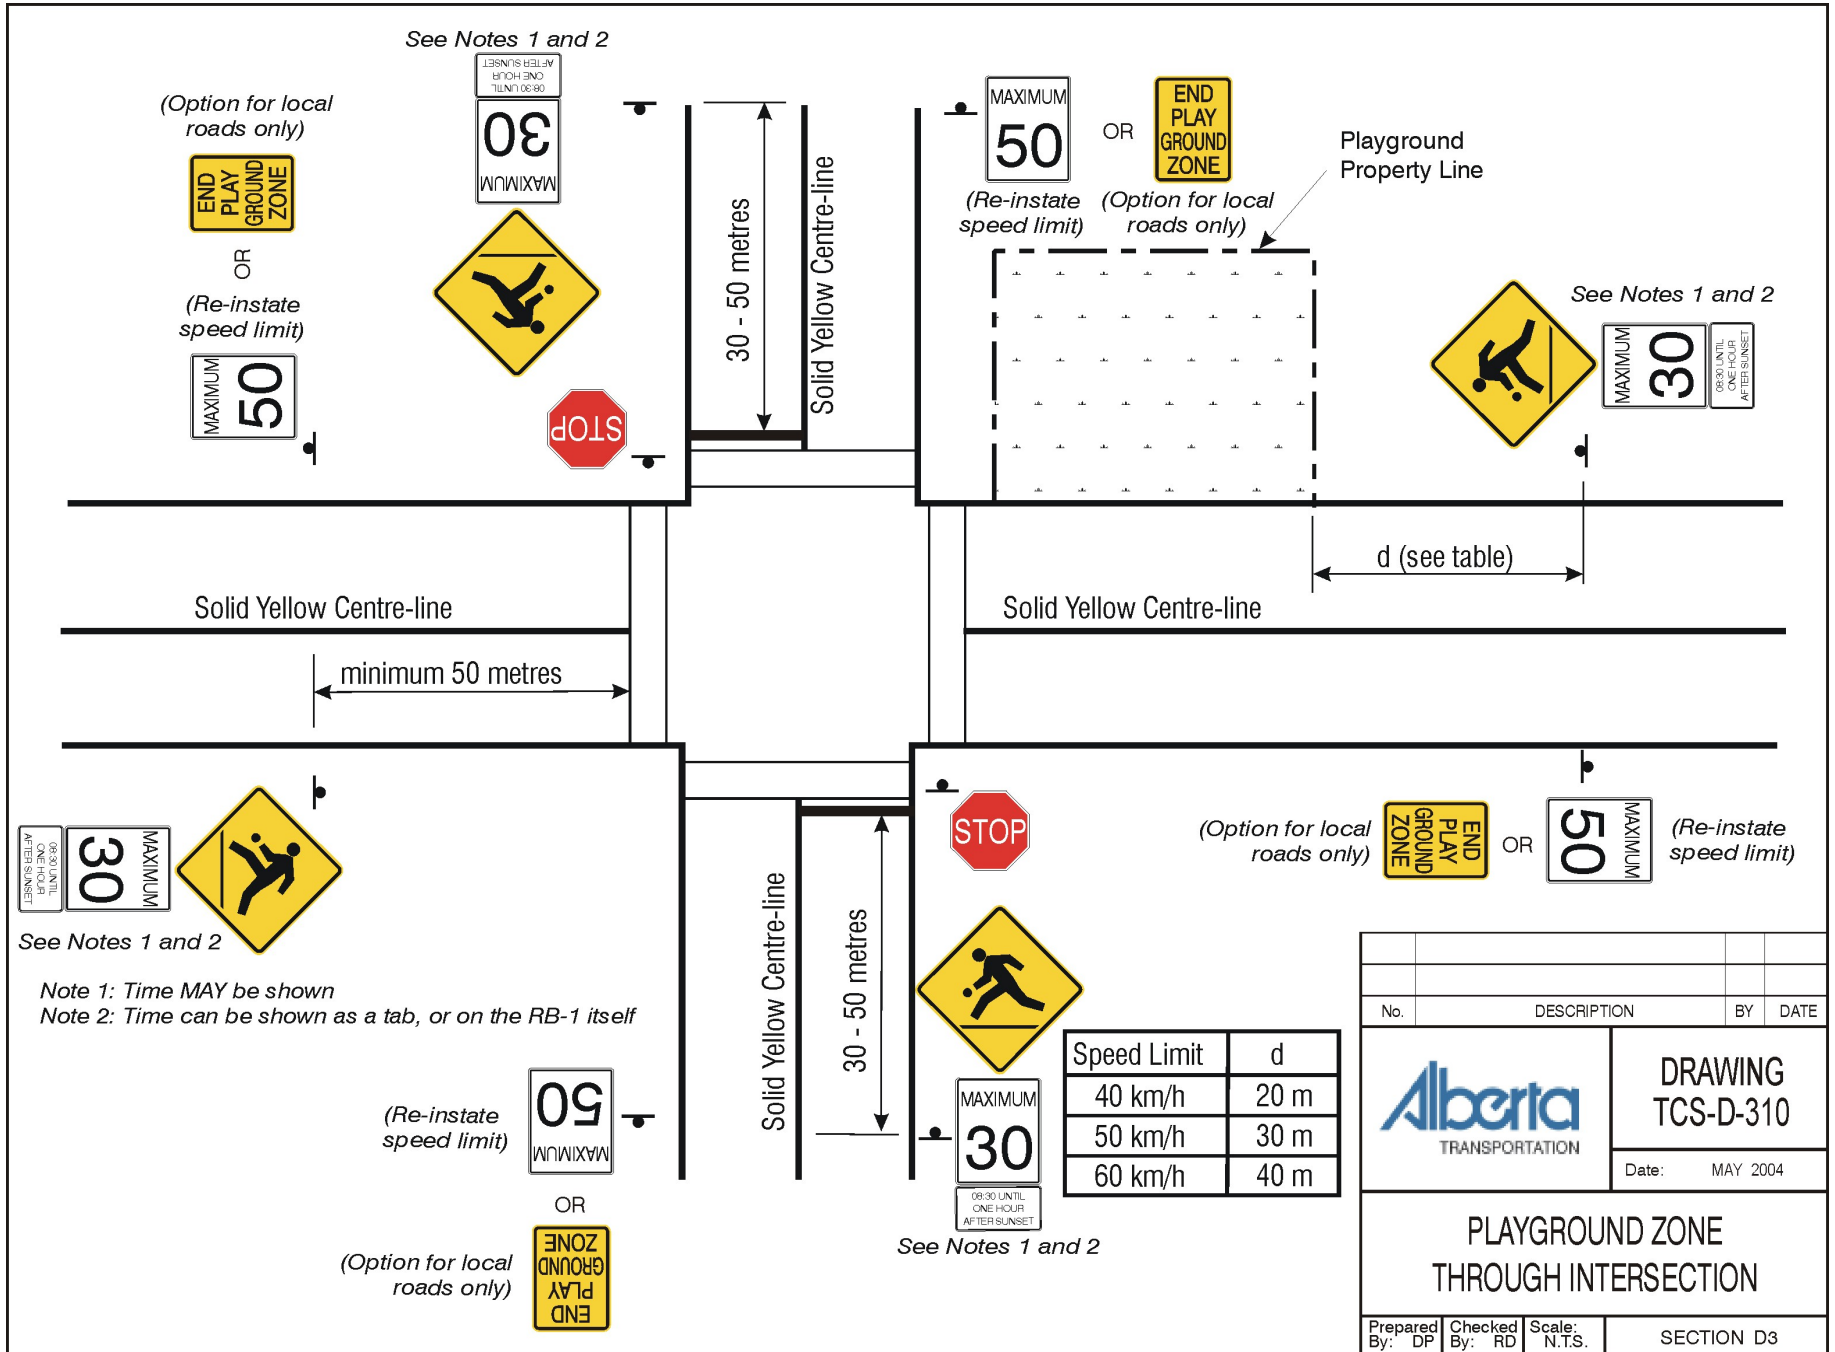 See Notes 1 and 2
08:30 UNTIL
ONE HOUR
AFTER SUNSET
MAXIMUM
30
(Option for local
roads only)
END
PLAY
GROUND
ZONE
OR
(Re-instate
speed limit)
MAXIMUM
50
STOP
30 - 50 metres
Solid Yellow Centre-line
MAXIMUM
50
(Re-instate
speed limit)
OR
END
PLAY
GROUND
ZONE
(Option for local
roads only)
Playground
Property Line
See Notes 1 and 2
MAXIMUM
30
08:30 UNTIL
ONE HOUR
AFTER SUNSET
d (see table)
Solid Yellow Centre-line
Solid Yellow Centre-line
minimum 50 metres
MAXIMUM
30
08:30 UNTIL
ONE HOUR
AFTER SUNSET
See Notes 1 and 2
Note 1: Time MAY be shown
Note 2: Time can be shown as a tab, or on the RB-1 itself
(Re-instate
speed limit)
MAXIMUM
50
OR
(Option for local
roads only)
END
PLAY
GROUND
ZONE
Solid Yellow Centre-line
30 - 50 metres
STOP
MAXIMUM
30
08:30 UNTIL
ONE HOUR
AFTER SUNSET
See Notes 1 and 2
(Option for local
roads only)
END
PLAY
GROUND
ZONE
OR
MAXIMUM
50
(Re-instate
speed limit)
Speed Limit d
40 km/h 20 m
50 km/h 30 m
60 km/h 40 m
No. DESCRIPTION BY DATE
Alberta
TRANSPORTATION
DRAWING
TCS-D-310
Date: MAY 2004
PLAYGROUND ZONE
THROUGH INTERSECTION
Prepared
By: DP
Checked
By: RD
Scale:
N.T.S.
SECTION D3